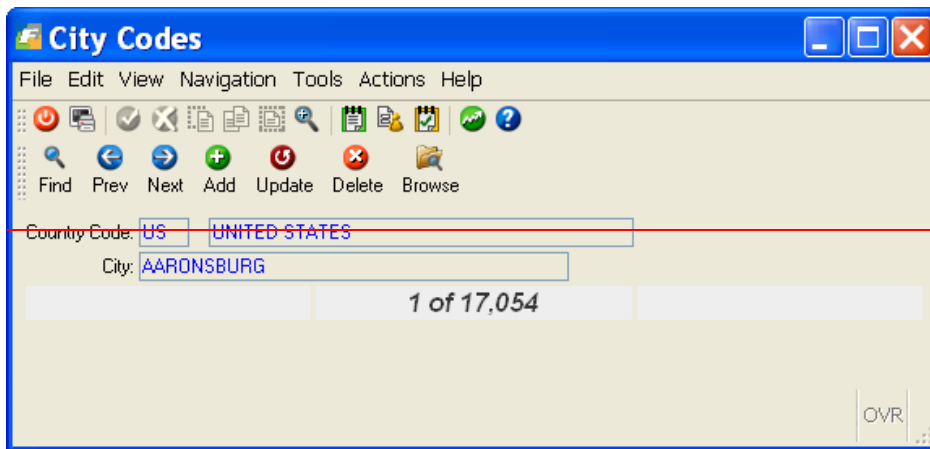 City Codes
File Edit View Navigation Tools Actions Help
Find Prev Next Add Update Delete Browse
Country Code: US UNITED STATES
City: AARONSBURG
1 of 17,054
OVR